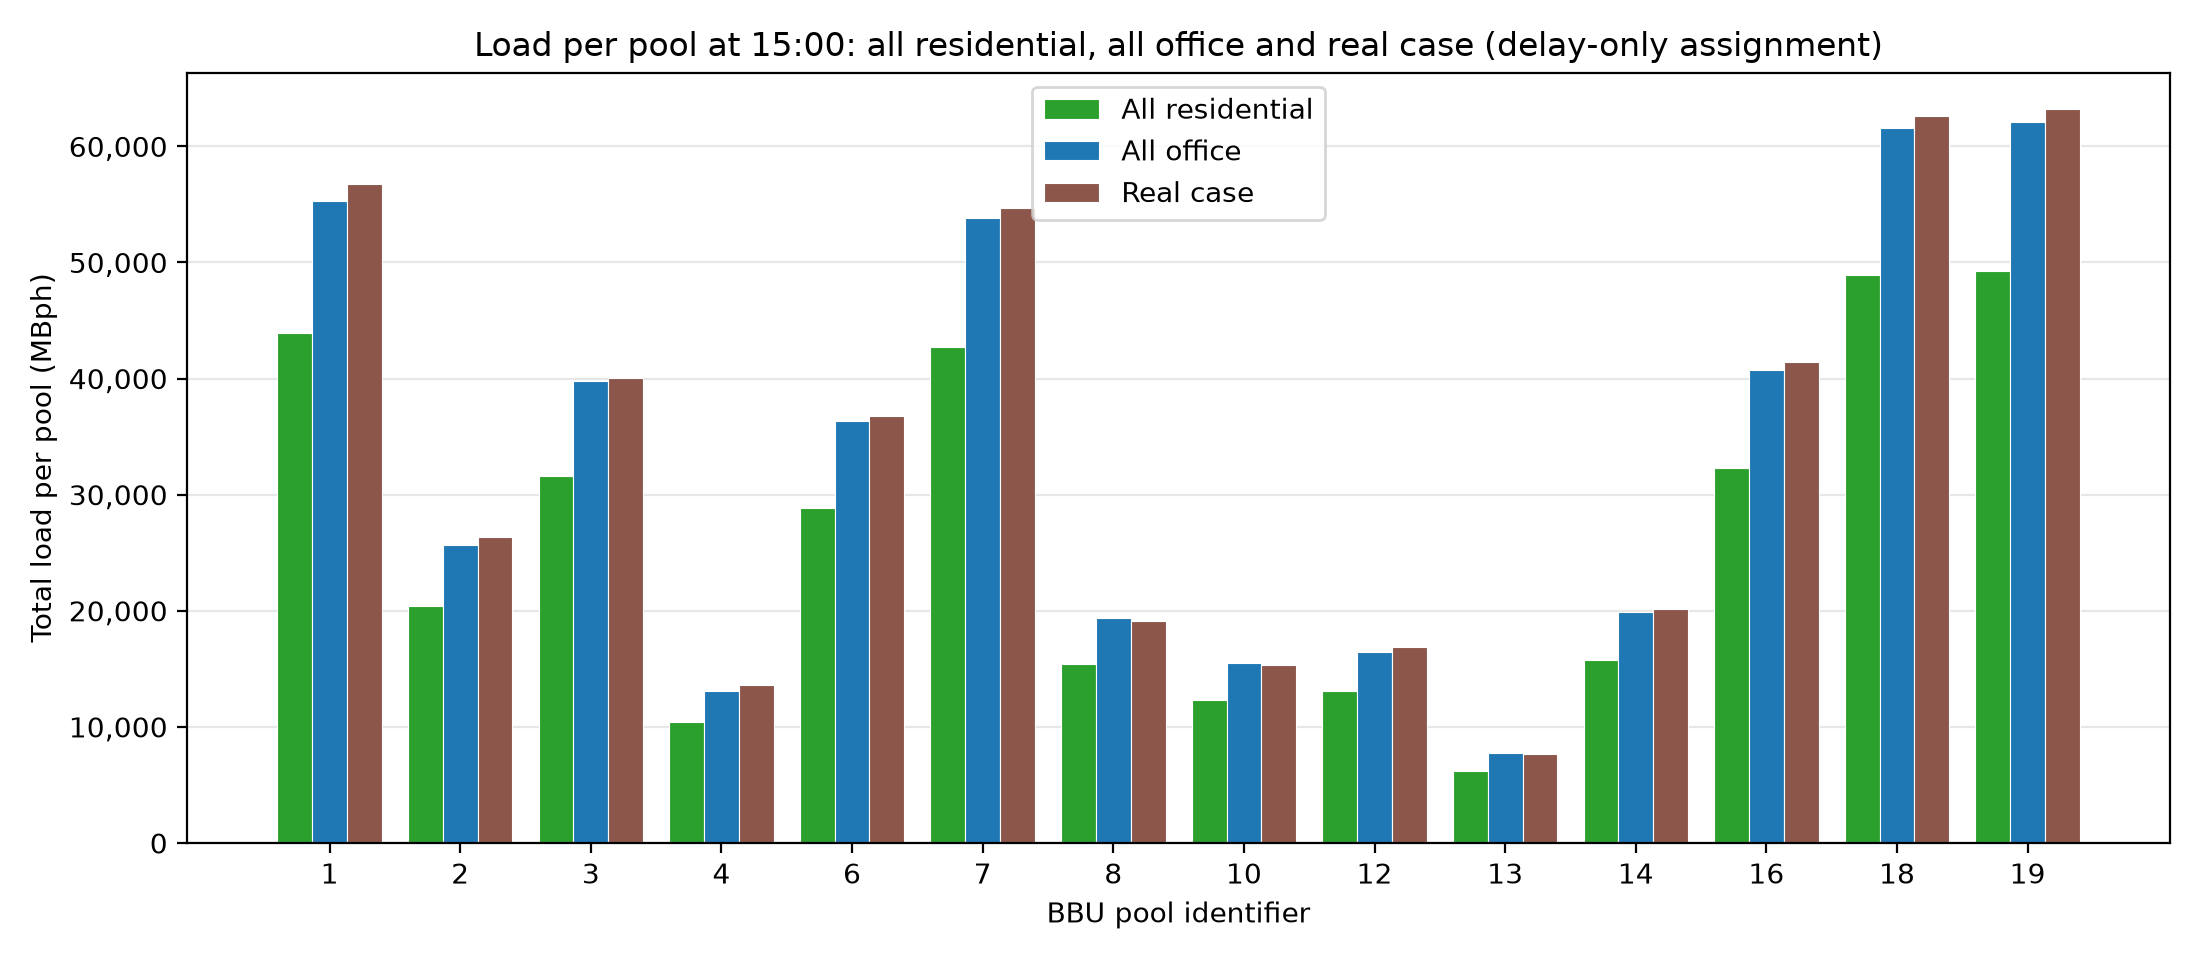 Load per pool at 15:00: all residential, all office and real case (delay-only assignment)
All residential
All office
Real case
Total load per pool (MBph)
60,000
50,000
40,000
30,000
20,000
10,000
0
1 2 3 4 6 7 8 10 12 13 14 16 18 19
BBU pool identifier